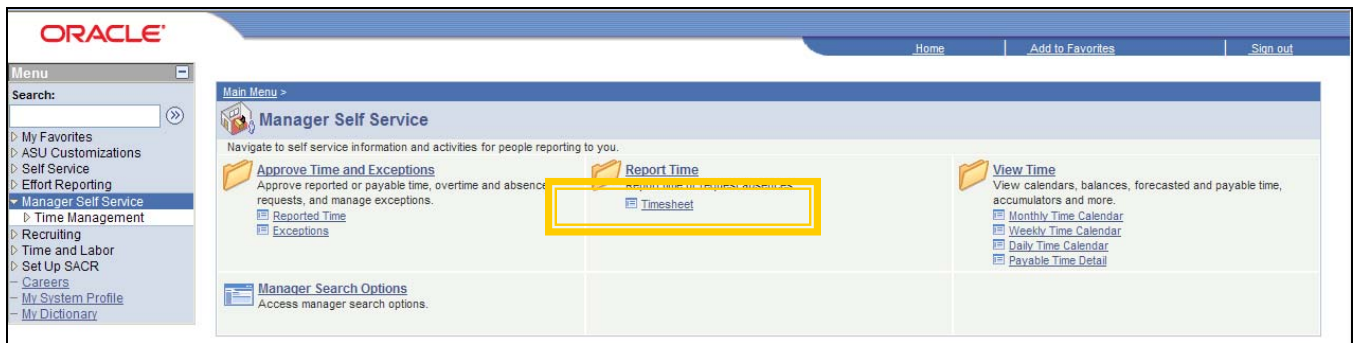 ORACLE
Home
Add to Favorites
Sign out
Menu
Search:
My Favorites
ASU Customizations
Self Service
Effort Reporting
Manager Self Service
Time Management
Recruiting
Time and Labor
Set Up SACR
Careers
My System Profile
My Dictionary
Main Menu >
Manager Self Service
Navigate to self service information and activities for people reporting to you.
Approve Time and Exceptions
Approve reported or payable time, overtime and absence
requests, and manage exceptions.
Reported Time
Exceptions
Report Time
Report time or request absences.
Timesheet
View Time
View calendars, balances, forecasted and payable time,
accumulators and more.
Monthly Time Calendar
Weekly Time Calendar
Daily Time Calendar
Payable Time Detail
Manager Search Options
Access manager search options.